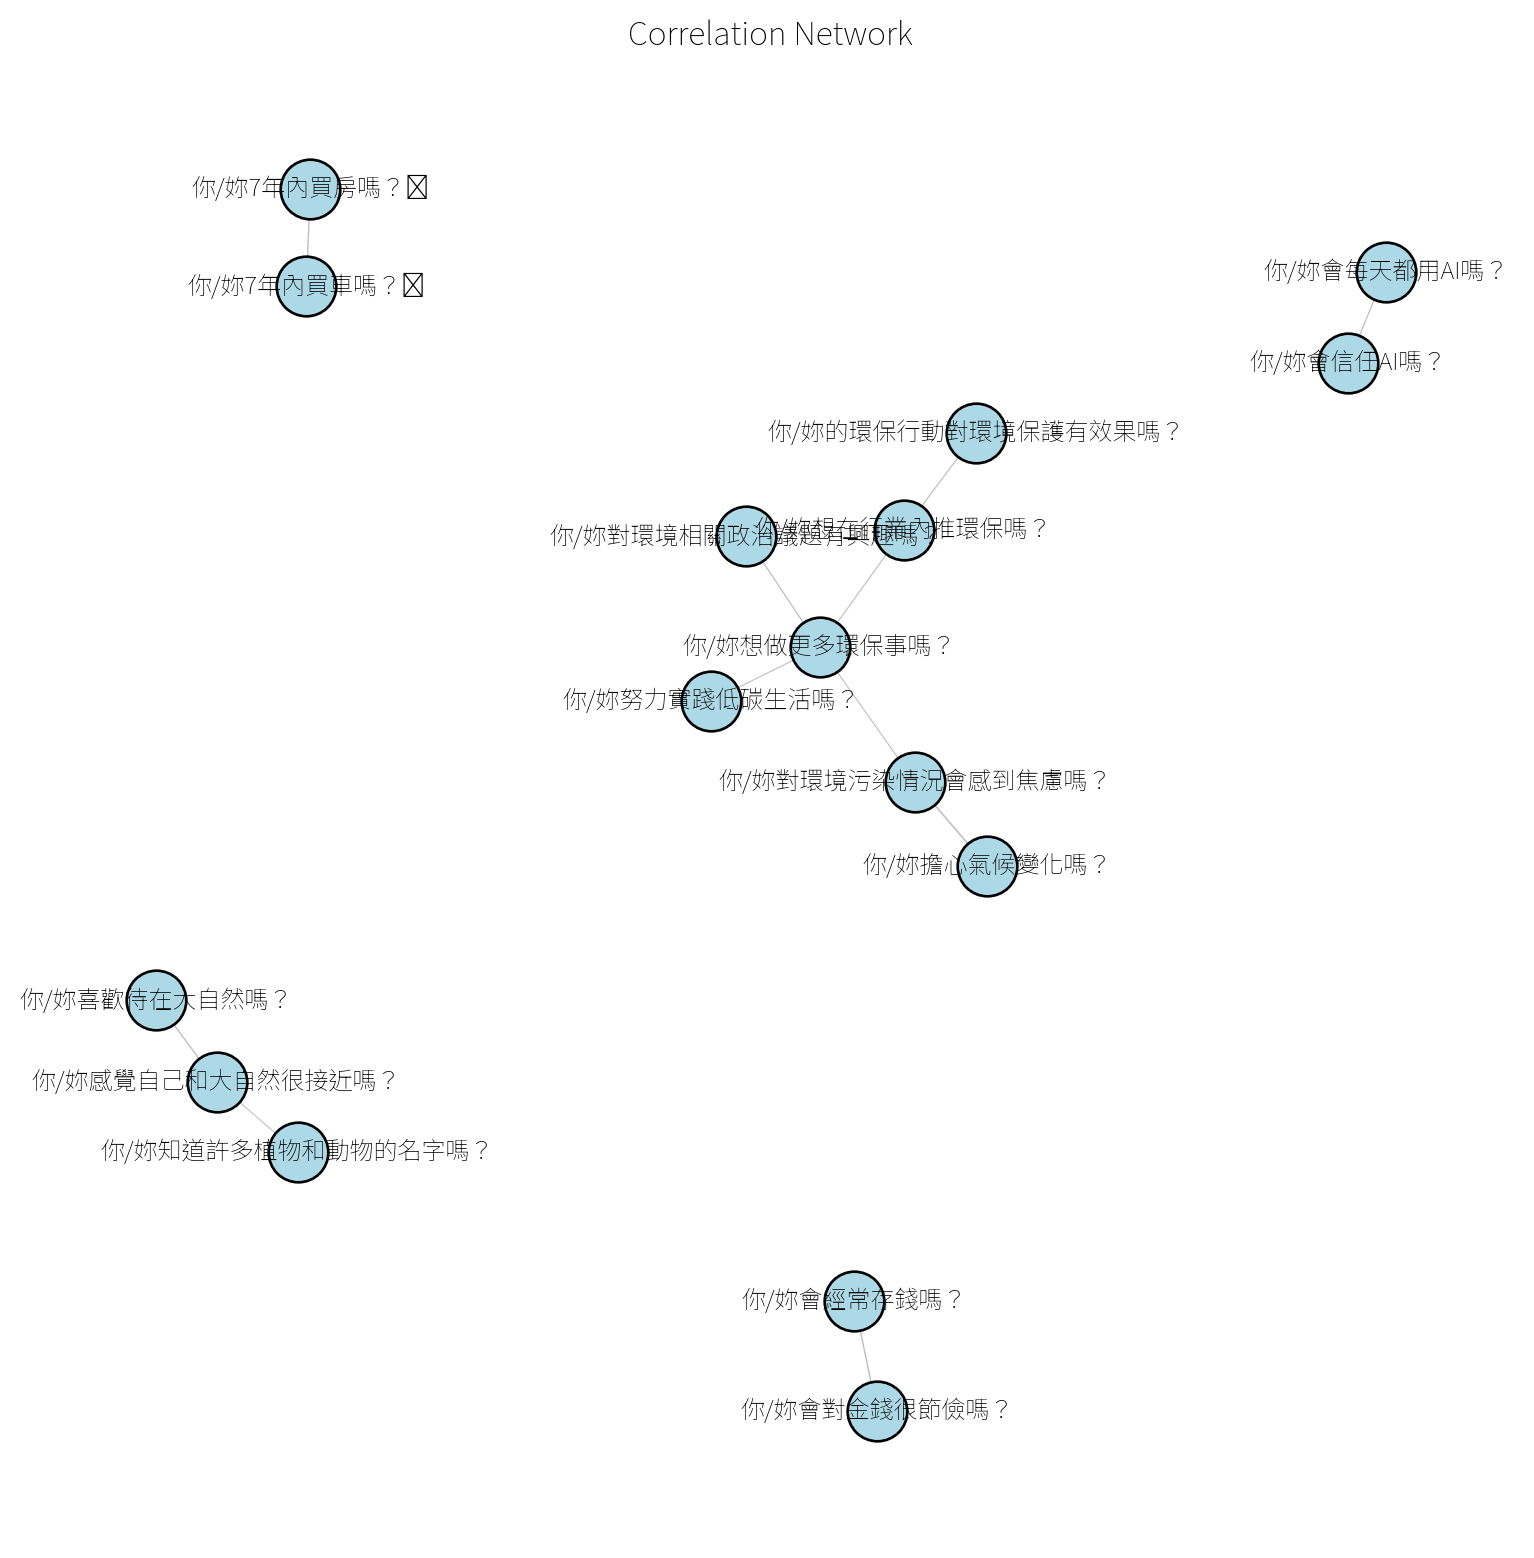 Correlation Network
你/妳7年內買房嗎？
你/妳7年內買車嗎？
你/妳會每天都用AI嗎？
你/妳會信任AI嗎？
你/妳的環保行動對環境保護有效果嗎？
你/妳想在行業內推環保嗎？
你/妳對環境相關政治議題有興趣嗎
你/妳想做更多環保事嗎？
你/妳努力實踐低碳生活嗎？
你/妳對環境污染情況會感到焦慮嗎？
你/妳擔心氣候變化嗎？
你/妳喜歡待在大自然嗎？
你/妳感覺自己和大自然很接近嗎？
你/妳知道許多植物和動物的名字嗎？
你/妳會經常存錢嗎？
你/妳會對金錢很節儉嗎？